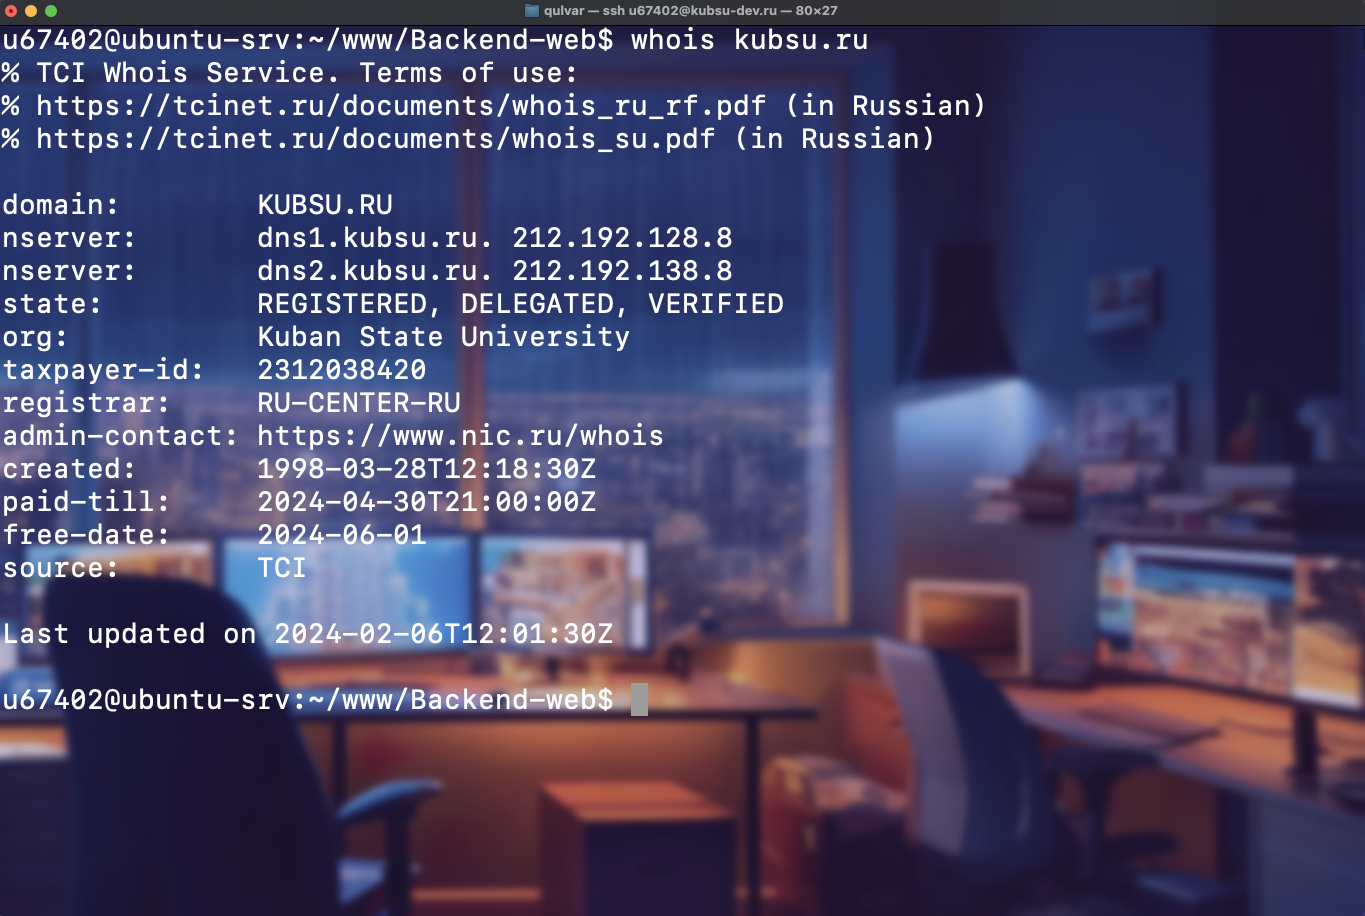 qulvar — ssh u67402@kubsu-dev.ru — 80×27
u67402@ubuntu-srv:~/www/Backend-web$ whois kubsu.ru
% TCI Whois Service. Terms of use:
% https://tcinet.ru/documents/whois_ru_rf.pdf (in Russian)
% https://tcinet.ru/documents/whois_su.pdf (in Russian)
domain:        KUBSU.RU
nserver:       dns1.kubsu.ru. 212.192.128.8
nserver:       dns2.kubsu.ru. 212.192.138.8
state:         REGISTERED, DELEGATED, VERIFIED
org:           Kuban State University
taxpayer-id:   2312038420
registrar:     RU-CENTER-RU
admin-contact: https://www.nic.ru/whois
created:       1998-03-28T12:18:30Z
paid-till:     2024-04-30T21:00:00Z
free-date:     2024-06-01
source:        TCI
Last updated on 2024-02-06T12:01:30Z
u67402@ubuntu-srv:~/www/Backend-web$